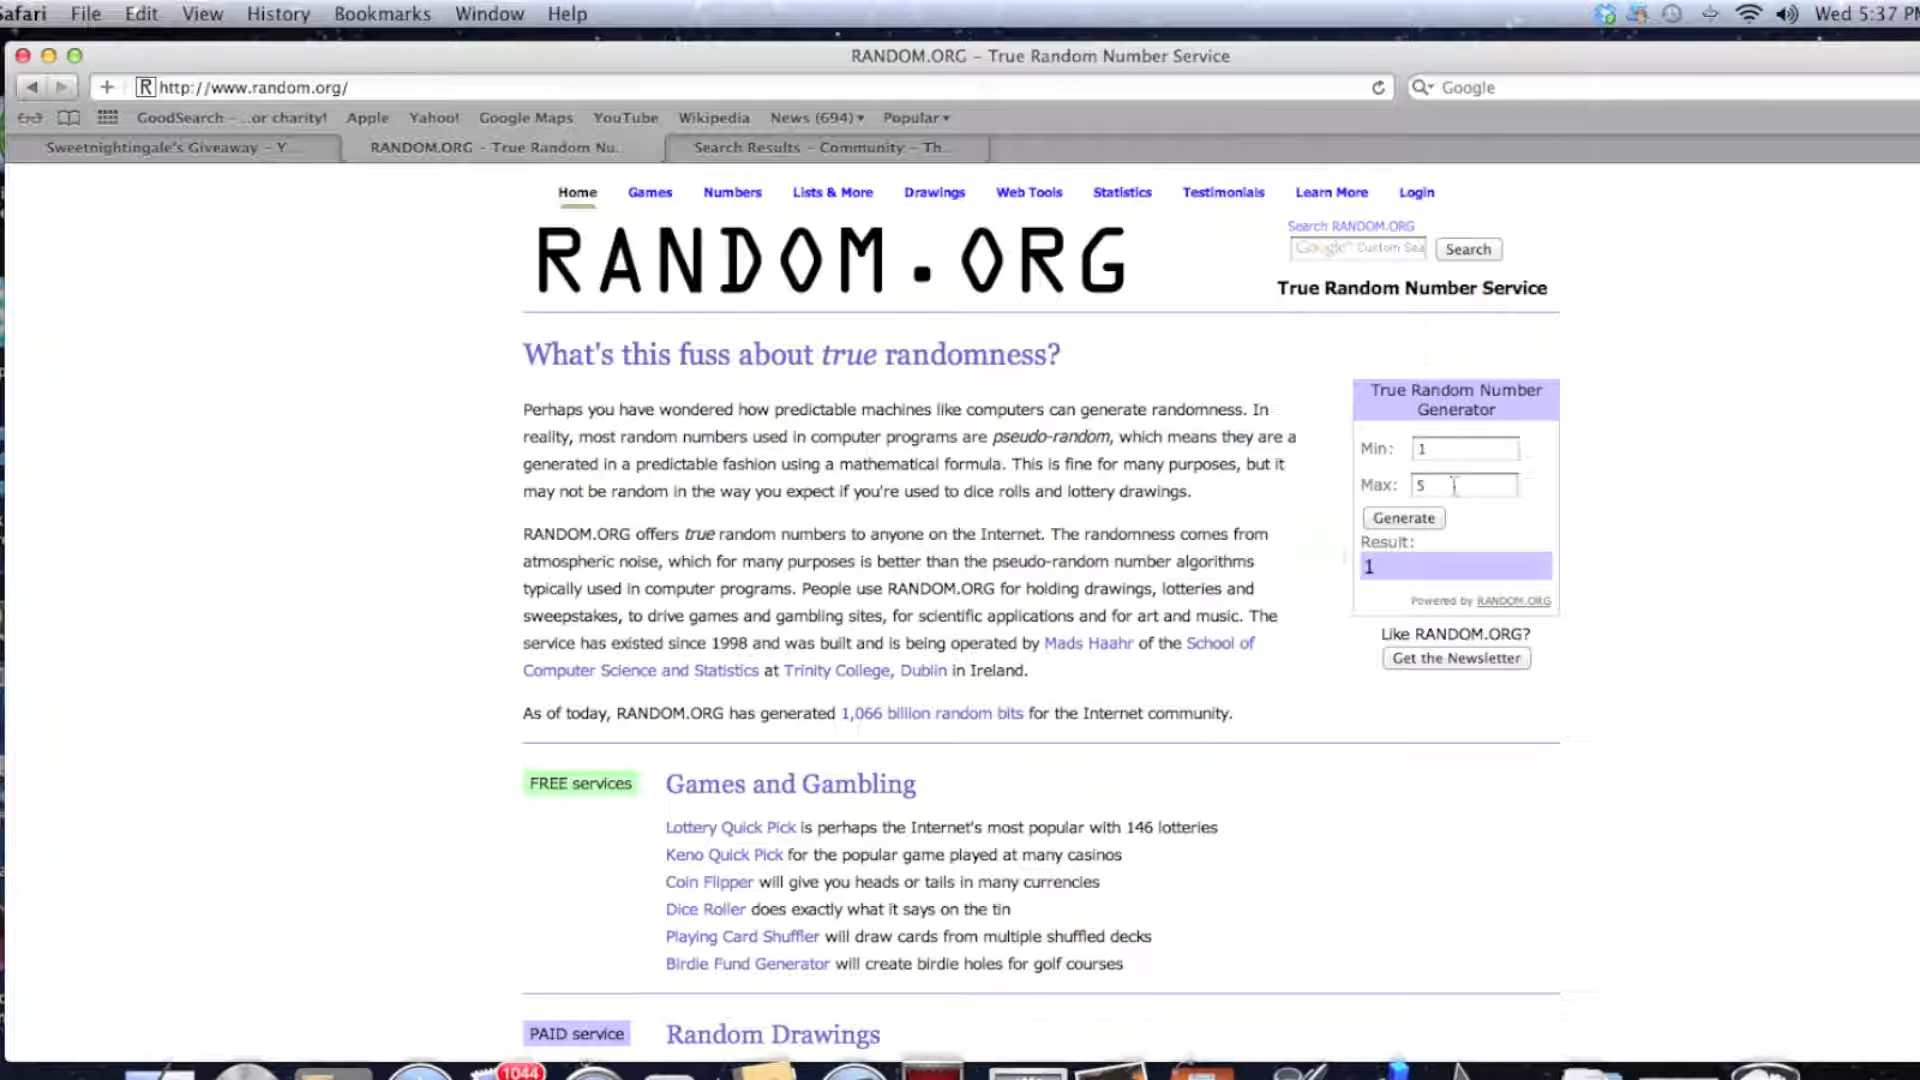 Safari File Edit View History Bookmarks Window Help Wed 5:37 PM
RANDOM.ORG – True Random Number Service
http://www.random.org/ Google
GoodSearch – ...or charity! Apple Yahoo! Google Maps YouTube Wikipedia News (694) Popular
Sweetnightingale's Giveaway – Y... RANDOM.ORG – True Random Nu... Search Results – Community – Th...
Home Games Numbers Lists & More Drawings Web Tools Statistics Testimonials Learn More Login
Search RANDOM.ORG
RANDOM.ORG
Google™ Custom Sea Search
True Random Number Service
What's this fuss about true randomness?
Perhaps you have wondered how predictable machines like computers can generate randomness. In
reality, most random numbers used in computer programs are pseudo-random, which means they are a
generated in a predictable fashion using a mathematical formula. This is fine for many purposes, but it
may not be random in the way you expect if you're used to dice rolls and lottery drawings.
RANDOM.ORG offers true random numbers to anyone on the Internet. The randomness comes from
atmospheric noise, which for many purposes is better than the pseudo-random number algorithms
typically used in computer programs. People use RANDOM.ORG for holding drawings, lotteries and
sweepstakes, to drive games and gambling sites, for scientific applications and for art and music. The
service has existed since 1998 and was built and is being operated by Mads Haahr of the School of
Computer Science and Statistics at Trinity College, Dublin in Ireland.
As of today, RANDOM.ORG has generated 1,066 billion random bits for the Internet community.
True Random Number
Generator
Min: 1
Max: 5
Generate
Result:
1
Powered by RANDOM.ORG
Like RANDOM.ORG?
Get the Newsletter
FREE services
Games and Gambling
Lottery Quick Pick is perhaps the Internet's most popular with 146 lotteries
Keno Quick Pick for the popular game played at many casinos
Coin Flipper will give you heads or tails in many currencies
Dice Roller does exactly what it says on the tin
Playing Card Shuffler will draw cards from multiple shuffled decks
Birdie Fund Generator will create birdie holes for golf courses
PAID service
Random Drawings
1044